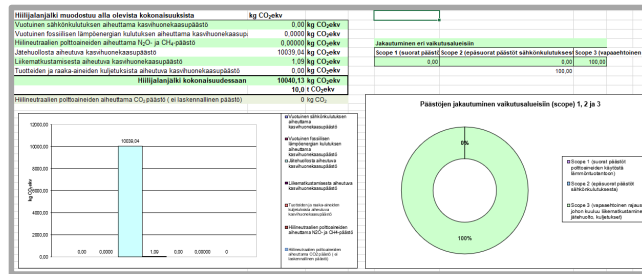 Hiilijalanjälki muodostuu alla olevista kokonaisuuksista kg CO₂ekv
Vuotuinen sähkönkulutuksen aiheuttama kasvihuonekaasupäästö 0,00 kg CO₂ekv
Vuotuinen fossiilisen lämpöenergian kulutuksen aiheuttama kasvihuonekaasupä 0,0000 kg CO₂ekv
Hiilineutraalien polttoaineiden aiheuttama N₂O- ja CH₄-päästö 0,00000 kg CO₂ekv
Jätehuollosta aiheutuva kasvihuonekaasupäästö 10039,04 kg CO₂ekv
Liikematkustamisesta aiheutuva kasvihuonekaasupäästö 1,09 kg CO₂ekv
Tuotteiden ja raaka-aineiden kuljetuksista aiheutuva kasvihuonekaasupäästö 0,00 kg CO₂ekv
Hiilijalanjälki kokonaisuudessaan 10040,13 kg CO₂ekv
10,0 t CO₂ekv
Hiilineutraalien polttoaineiden aiheuttama CO₂päästö ( ei laskennallinen päästö) 0 kg CO₂
Jakautuminen eri vaikutusalueisiin
Scope 1 (suorat päästöt Scope 2 (epäsuorat päästöt sähkönkulutuksest Scope 3 (vapaaehtoinen
0,00 0,00 100,00
100,00
12000,00
10000,00
8000,00
6000,00
4000,00
2000,00
0,00
kg CO₂ekv
10039,04
0,00 0,00 1,09 0,00 0,00000 0
Vuotuinen sähkönkulutuksen
aiheuttama
kasvihuonekaasupäästö
Vuotuinen fossiilisen
lämpöenergian kulutuksen
aiheuttama
kasvihuonekaasupäästö
Jätehuollosta aiheutuva
kasvihuonekaasupäästö
Liikematkustamisesta aiheutuva
kasvihuonekaasupäästö
Tuotteiden ja raaka-aineiden
kuljetuksista aiheutuva
kasvihuonekaasupäästö
Hiilineutraalien polttoaineiden
aiheuttama N2O- ja CH4-päästö
Hiilineutraalien polttoaineiden
aiheuttama CO2päästö ( ei
laskennallinen päästö)
Päästöjen jakautuminen vaikutusalueisiin (scope) 1, 2 ja 3
0%
100%
Scope 1 (suorat päästöt
polttoaineiden käytöstä
lämmöntuotantoon)
Scope 2 (epäsuorat päästöt
sähkönkulutuksesta)
Scope 3 (vapaaehtoinen rajaus
johon kuuluu liikematkustaminen
jätehuolto, kuljetukset)